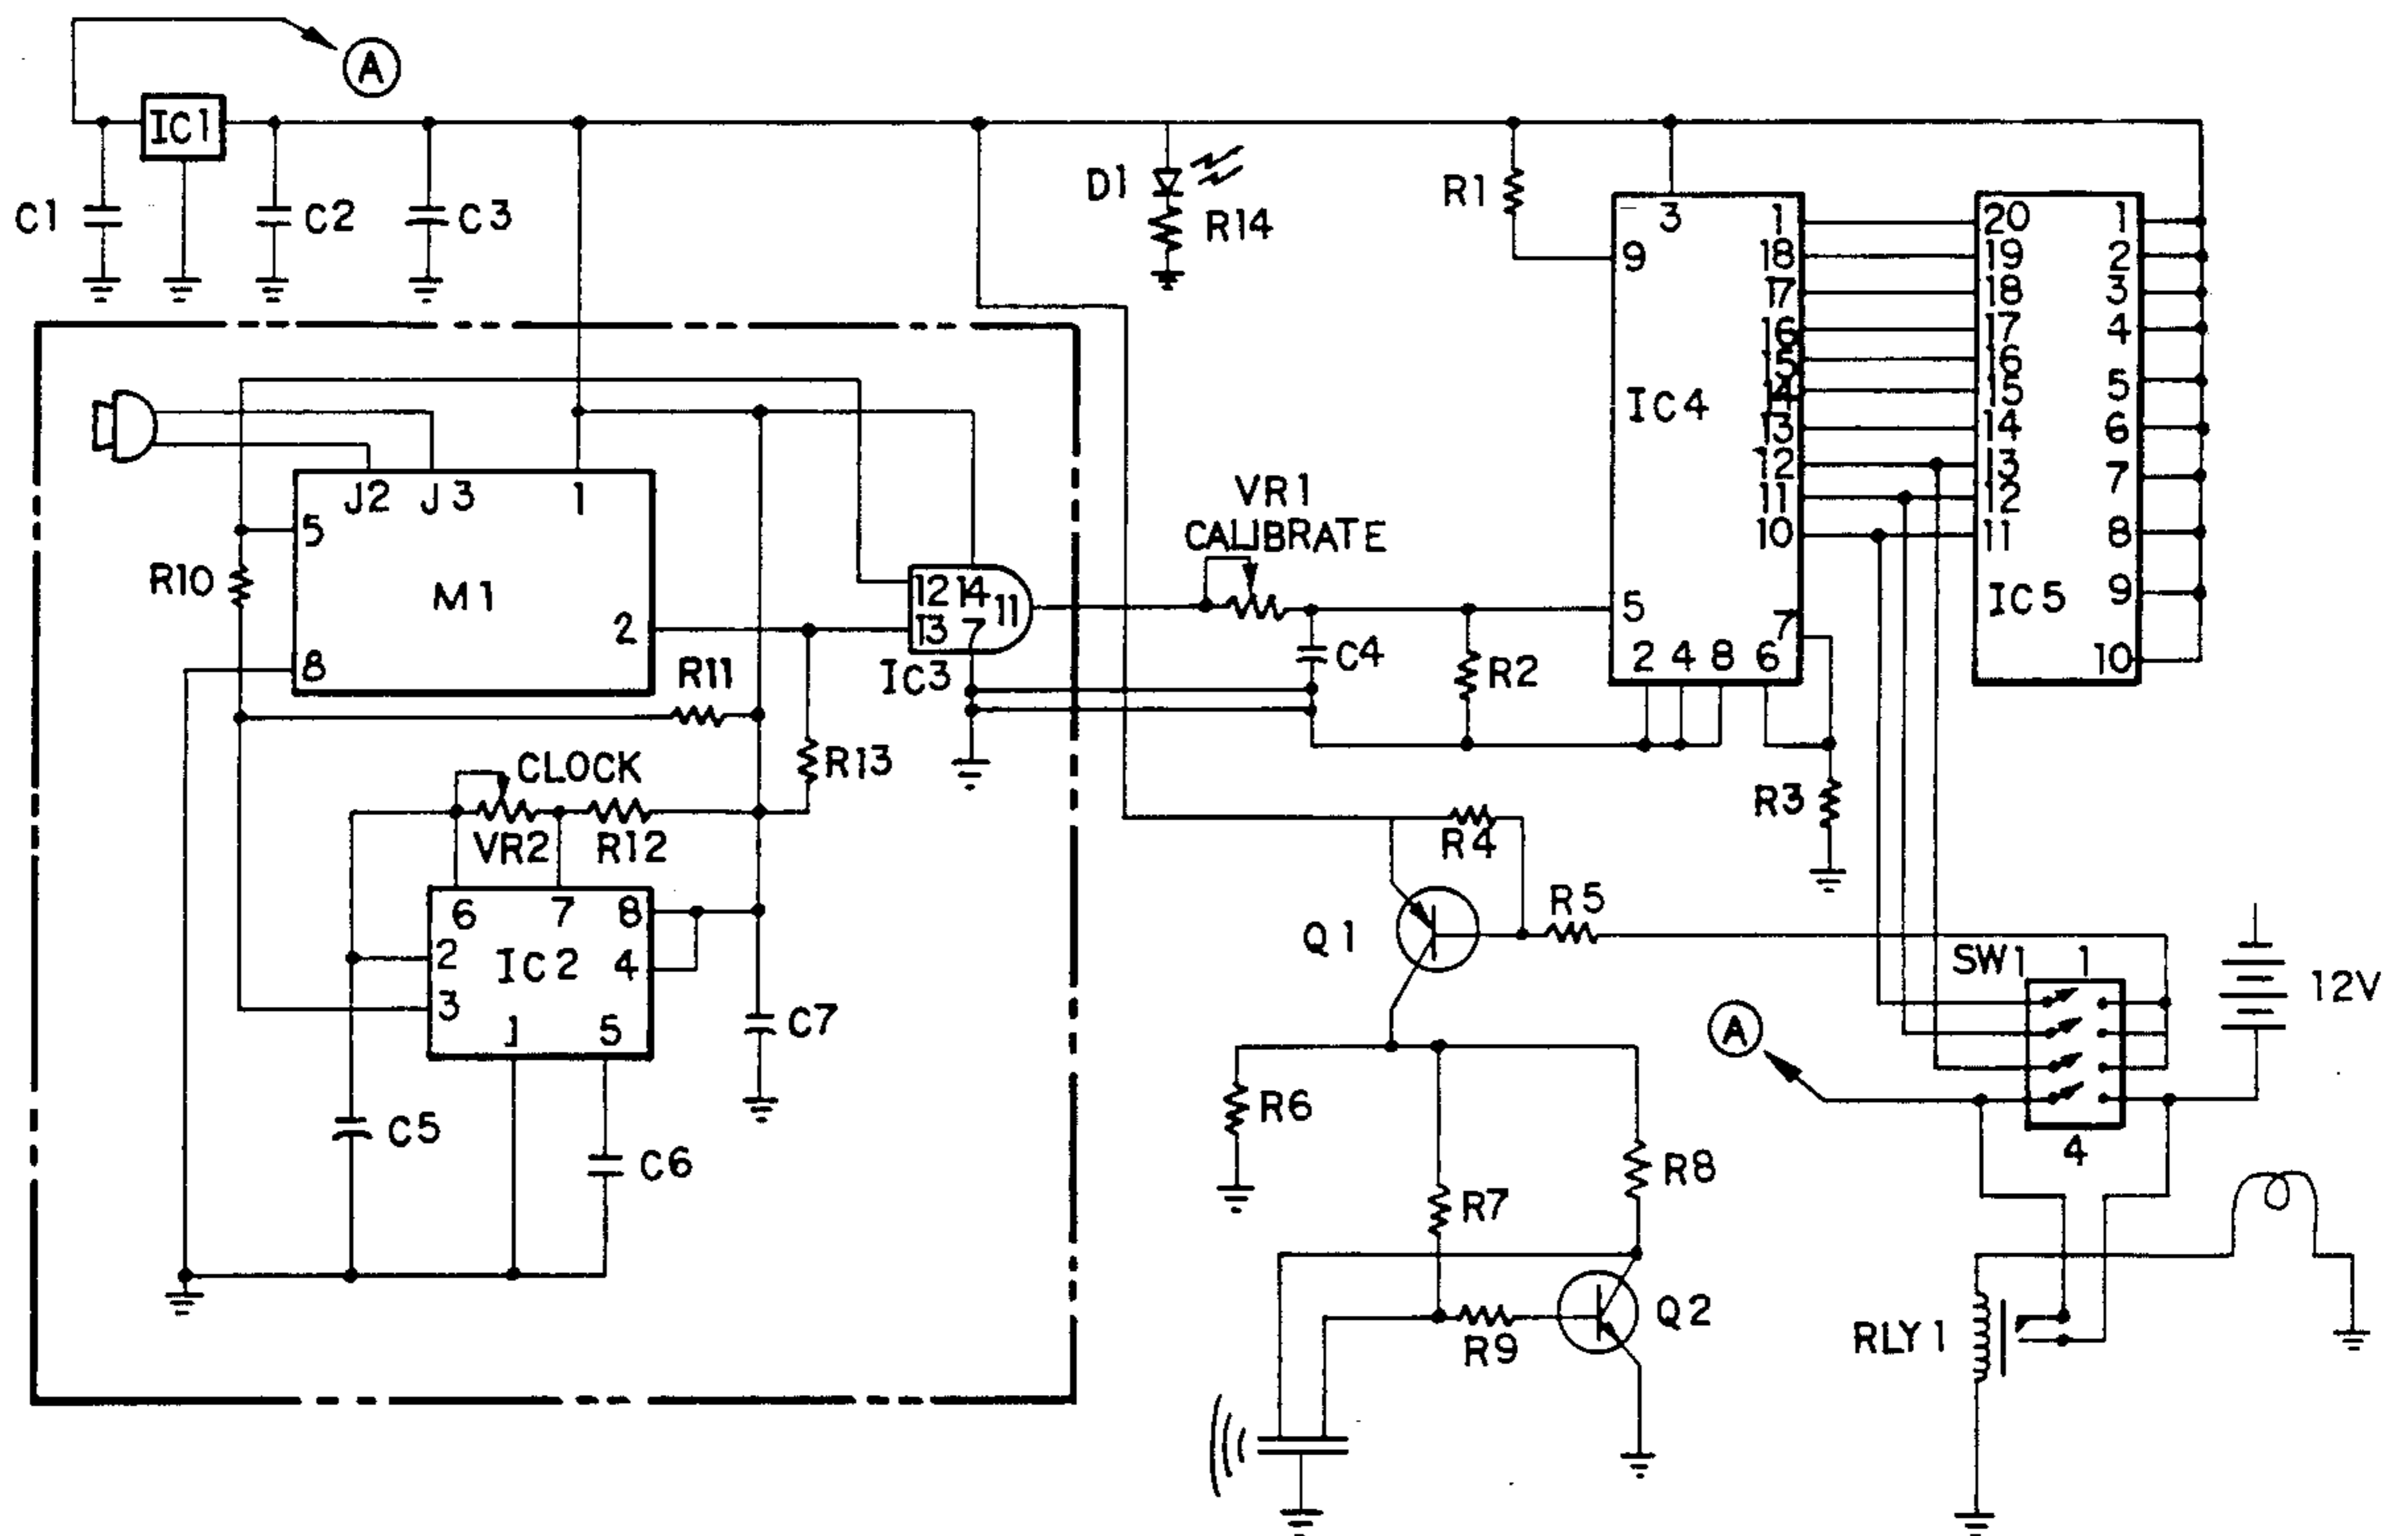 A
IC1
C1
C2
C3
D1
R14
R1
3
9
1
18
17
16
15
14
13
12
11
10
IC4
5
7
2 4 8 6
20
19
18
17
16
15
14
13
12
11
IC5
1
2
3
4
5
6
7
8
9
10
J2 J3 1
5
R10
M1
2
8
R11
12 14
11
13 7
IC3
VR1
CALIBRATE
C4
R2
R3
R13
CLOCK
VR2 R12
6 7 8
2
IC2 4
3
1 5
C7
C5
C6
R4
R5
Q1
SW1 1
12V
A
4
R6
R7
R8
R9
Q2
RLY1